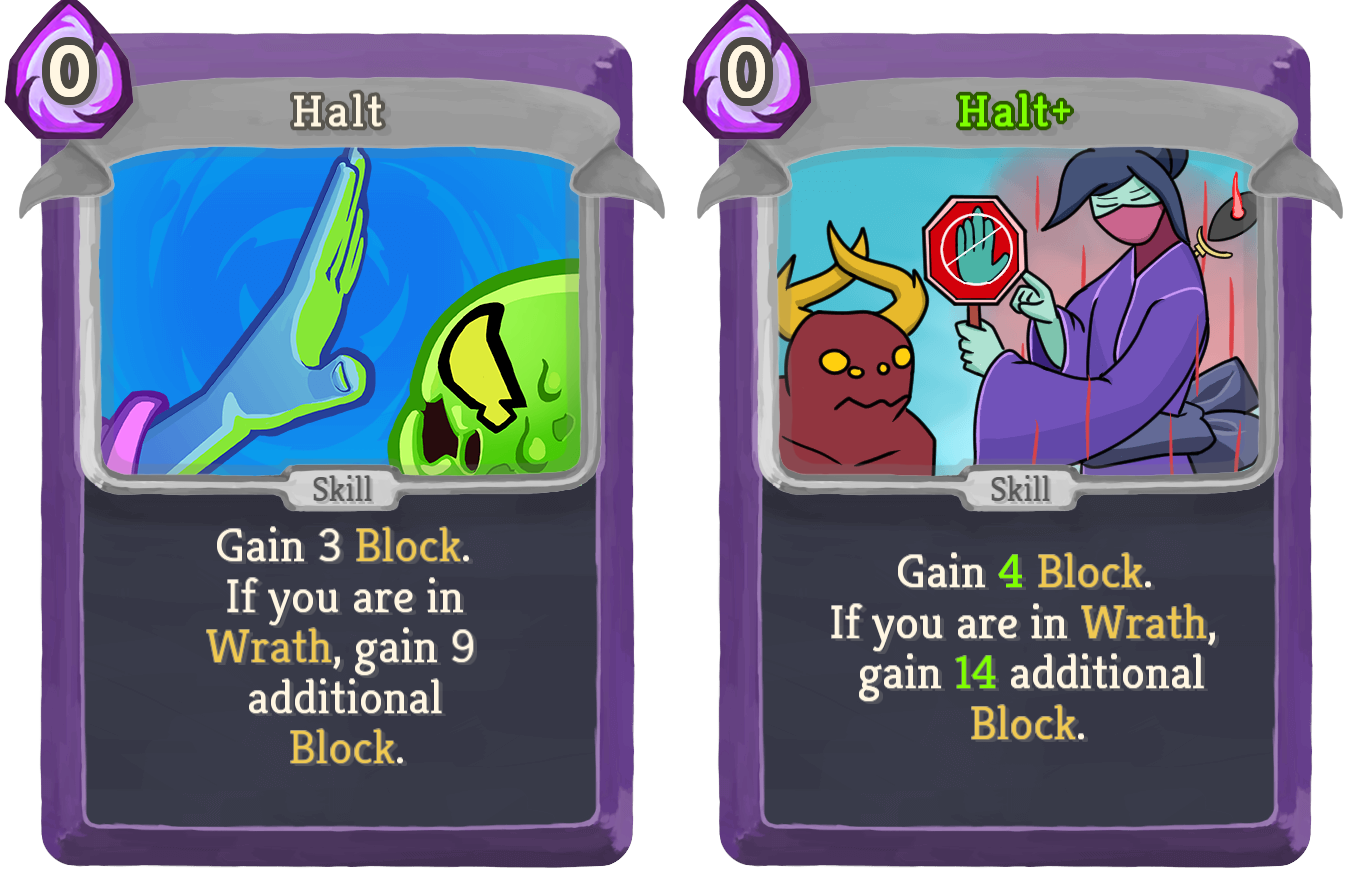 0
Halt
Skill
Gain 3 Block.
If you are in
Wrath, gain 9
additional
Block.
0
Halt+
Skill
Gain 4 Block.
If you are in Wrath,
gain 14 additional
Block.